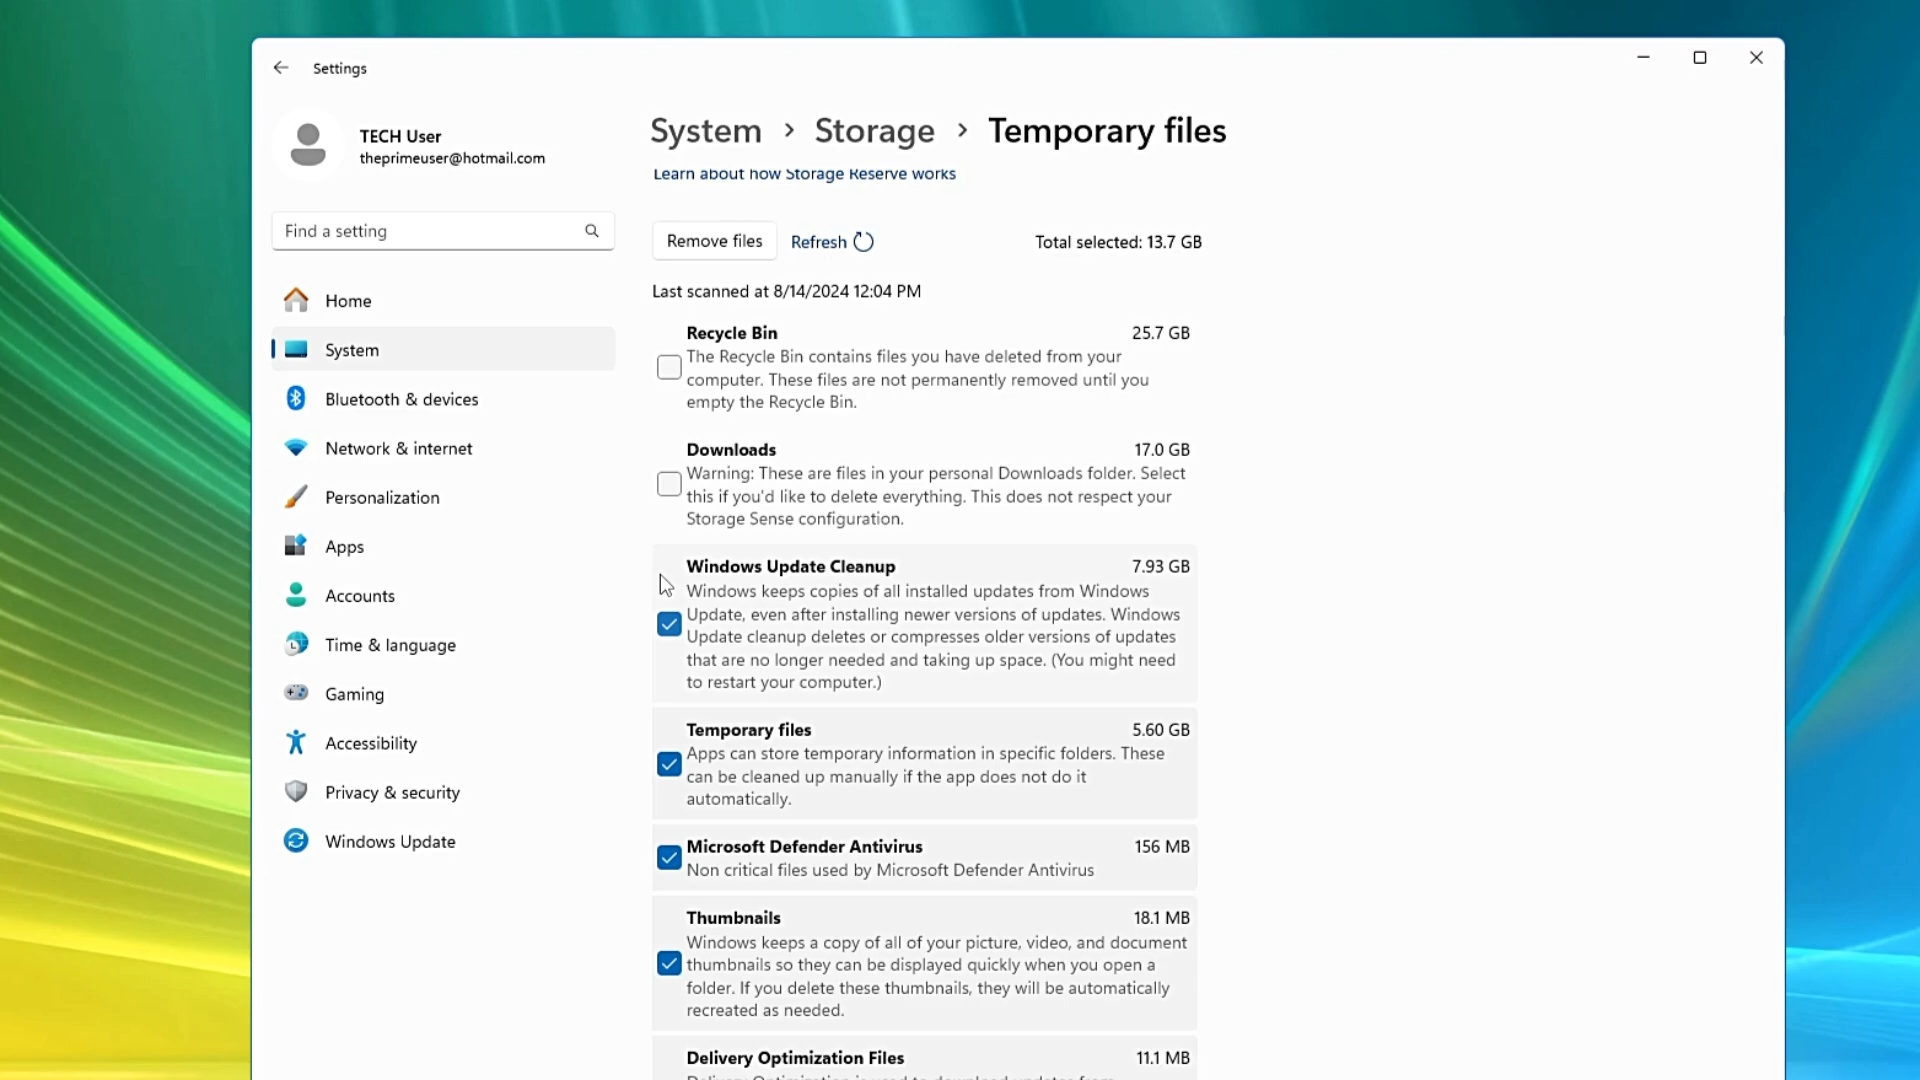 Settings
TECH User
theprimeuser@hotmail.com
Find a setting
Home
System
Bluetooth & devices
Network & internet
Personalization
Apps
Accounts
Time & language
Gaming
Accessibility
Privacy & security
Windows Update
System > Storage > Temporary files
Learn about how Storage Reserve works
Remove files Refresh Total selected: 13.7 GB
Last scanned at 8/14/2024 12:04 PM
Recycle Bin 25.7 GB
The Recycle Bin contains files you have deleted from your
computer. These files are not permanently removed until you
empty the Recycle Bin.
Downloads 17.0 GB
Warning: These are files in your personal Downloads folder. Select
this if you'd like to delete everything. This does not respect your
Storage Sense configuration.
Windows Update Cleanup 7.93 GB
Windows keeps copies of all installed updates from Windows
Update, even after installing newer versions of updates. Windows
Update cleanup deletes or compresses older versions of updates
that are no longer needed and taking up space. (You might need
to restart your computer.)
Temporary files 5.60 GB
Apps can store temporary information in specific folders. These
can be cleaned up manually if the app does not do it
automatically.
Microsoft Defender Antivirus 156 MB
Non critical files used by Microsoft Defender Antivirus
Thumbnails 18.1 MB
Windows keeps a copy of all of your picture, video, and document
thumbnails so they can be displayed quickly when you open a
folder. If you delete these thumbnails, they will be automatically
recreated as needed.
Delivery Optimization Files 11.1 MB